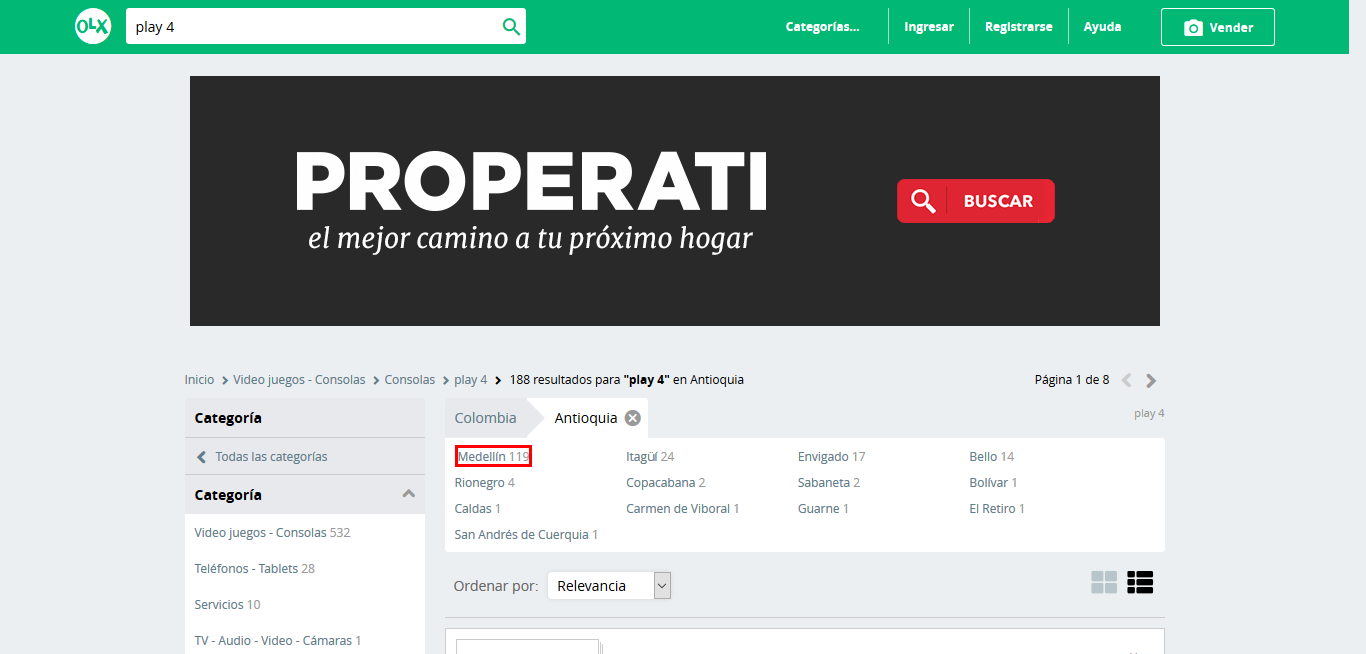 OLX play 4 Categorías... Ingresar Registrarse Ayuda Vender
PROPERATI
el mejor camino a tu próximo hogar
BUSCAR
Inicio Video juegos - Consolas Consolas play 4 188 resultados para "play 4" en Antioquia Página 1 de 8
Categoría
Todas las categorías
Categoría
Video juegos - Consolas 532
Teléfonos - Tablets 28
Servicios 10
TV - Audio - Video - Cámaras 1
Colombia Antioquia play 4
Medellín 119 Itagüí 24 Envigado 17 Bello 14
Rionegro 4 Copacabana 2 Sabaneta 2 Bolívar 1
Caldas 1 Carmen de Viboral 1 Guarne 1 El Retiro 1
San Andrés de Cuerquia 1
Ordenar por: Relevancia